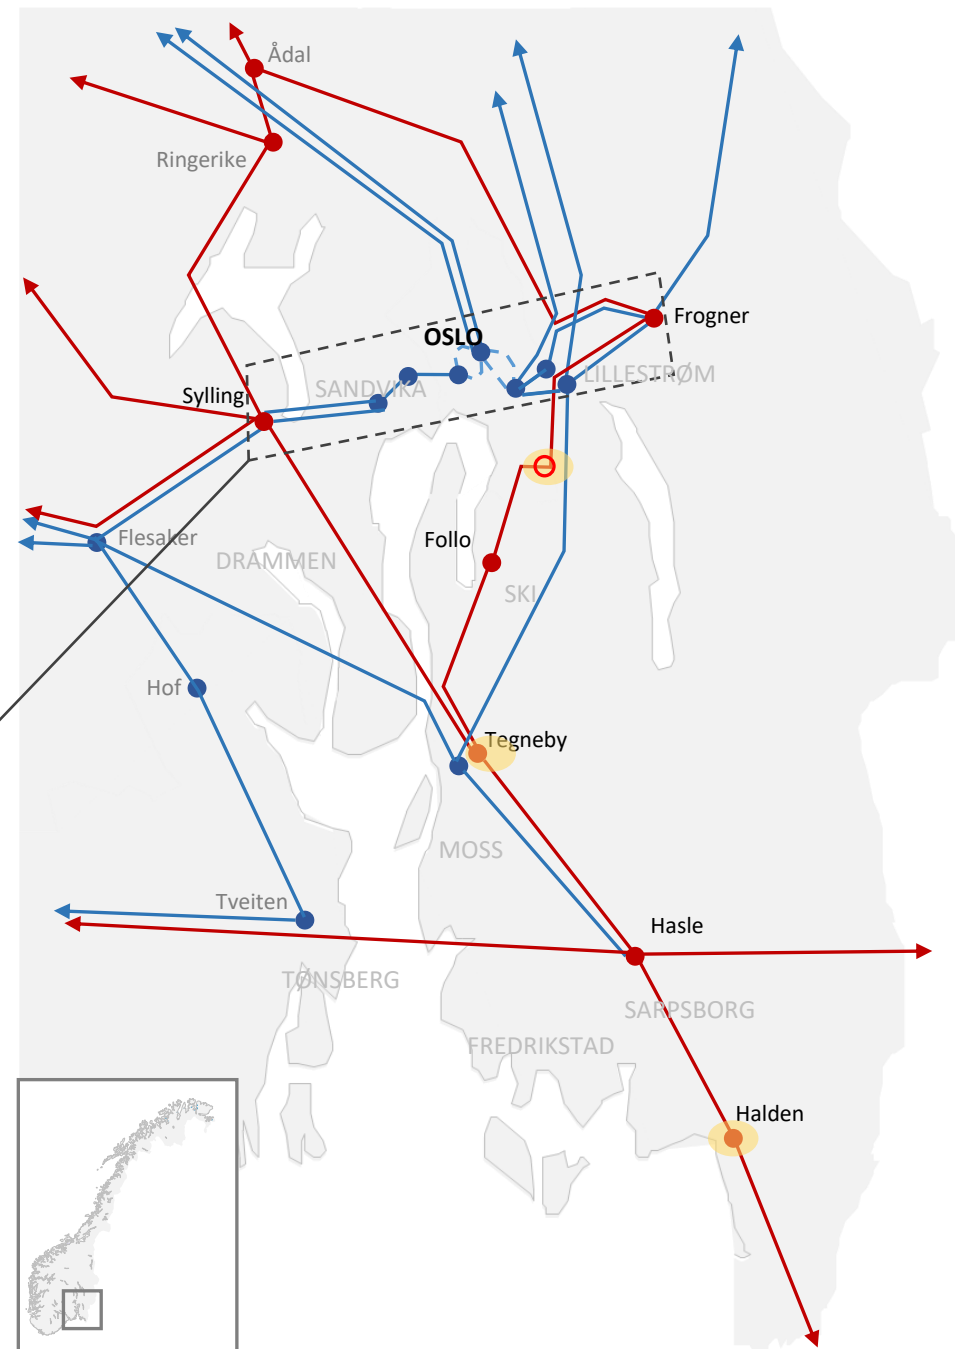 Ådal
Ringerike
Frogner
OSLO
LILLESTRØM
SANDVIKA
Sylling
Flesaker
Follo
DRAMMEN
SKI
Hof
Tegneby
MOSS
Tveiten
Hasle
TØNSBERG
SARPSBORG
FREDRIKSTAD
Halden